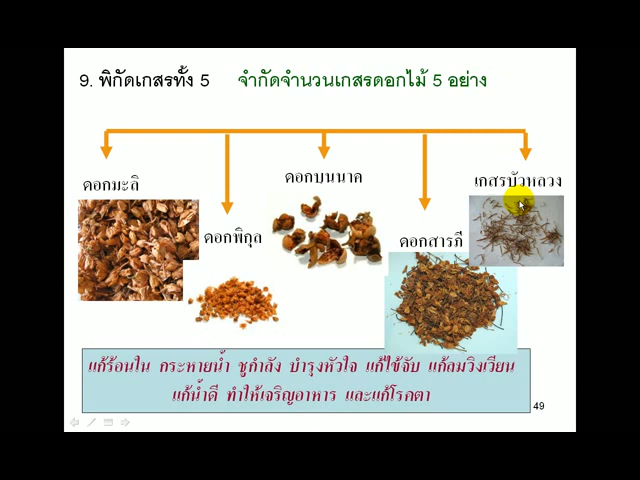 9. พิกัดเกสรทั้ง 5 จำกัดจำนวนเกสรดอกไม้ 5 อย่าง
ดอกมะลิ
ดอกพิกุล
ดอกบนนาค
ดอกสารภี
เกสรบัวหลวง
แก้ร้อนใน กระหายน้ำ ชูกำลัง บำรุงหัวใจ แก้ไข้จับ แก้ลมวิงเวียน
แก้น้ำดี ทำให้เจริญอาหาร และแก้โรคตา
49